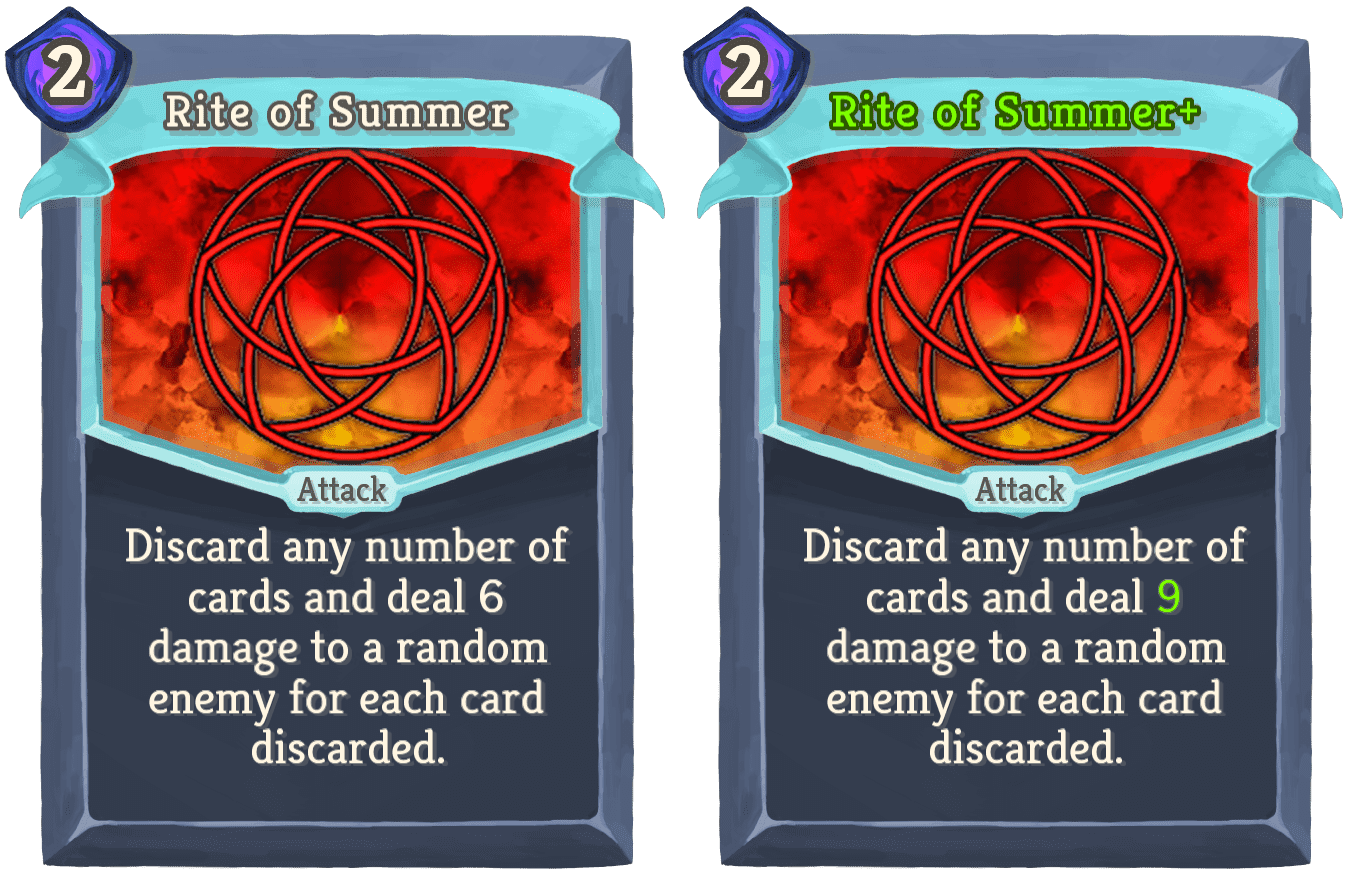 2
Rite of Summer
Attack
Discard any number of
cards and deal 6
damage to a random
enemy for each card
discarded.
2
Rite of Summer+
Attack
Discard any number of
cards and deal 9
damage to a random
enemy for each card
discarded.